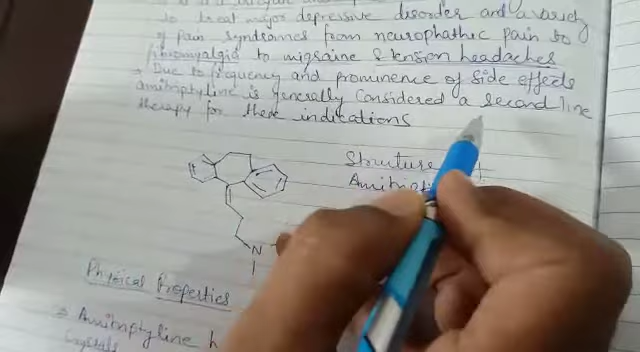 to treat major depressive disorder and a variety
of pain syndromes from neurophathic pain to
fibromyalgia to migraine & tension headaches
→ Due to frequency and prominence of side effects
amitriptyline is generally considered a second line
therapy for these indications
Structure
N
Physical Properties
→ Amitriptyline h
Crystals